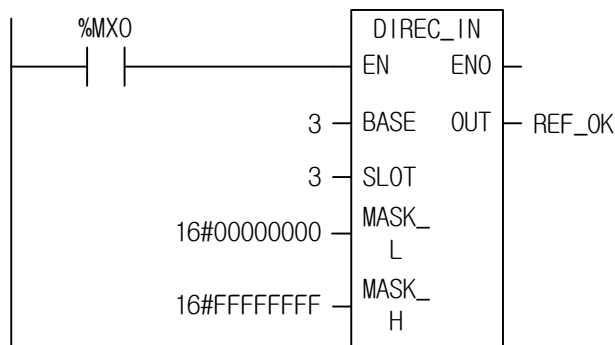 %MX0
DIREC_IN
EN ENO
3 BASE OUT REF_OK
3 SLOT
16#00000000 MASK_
L
16#FFFFFFFF MASK_
H